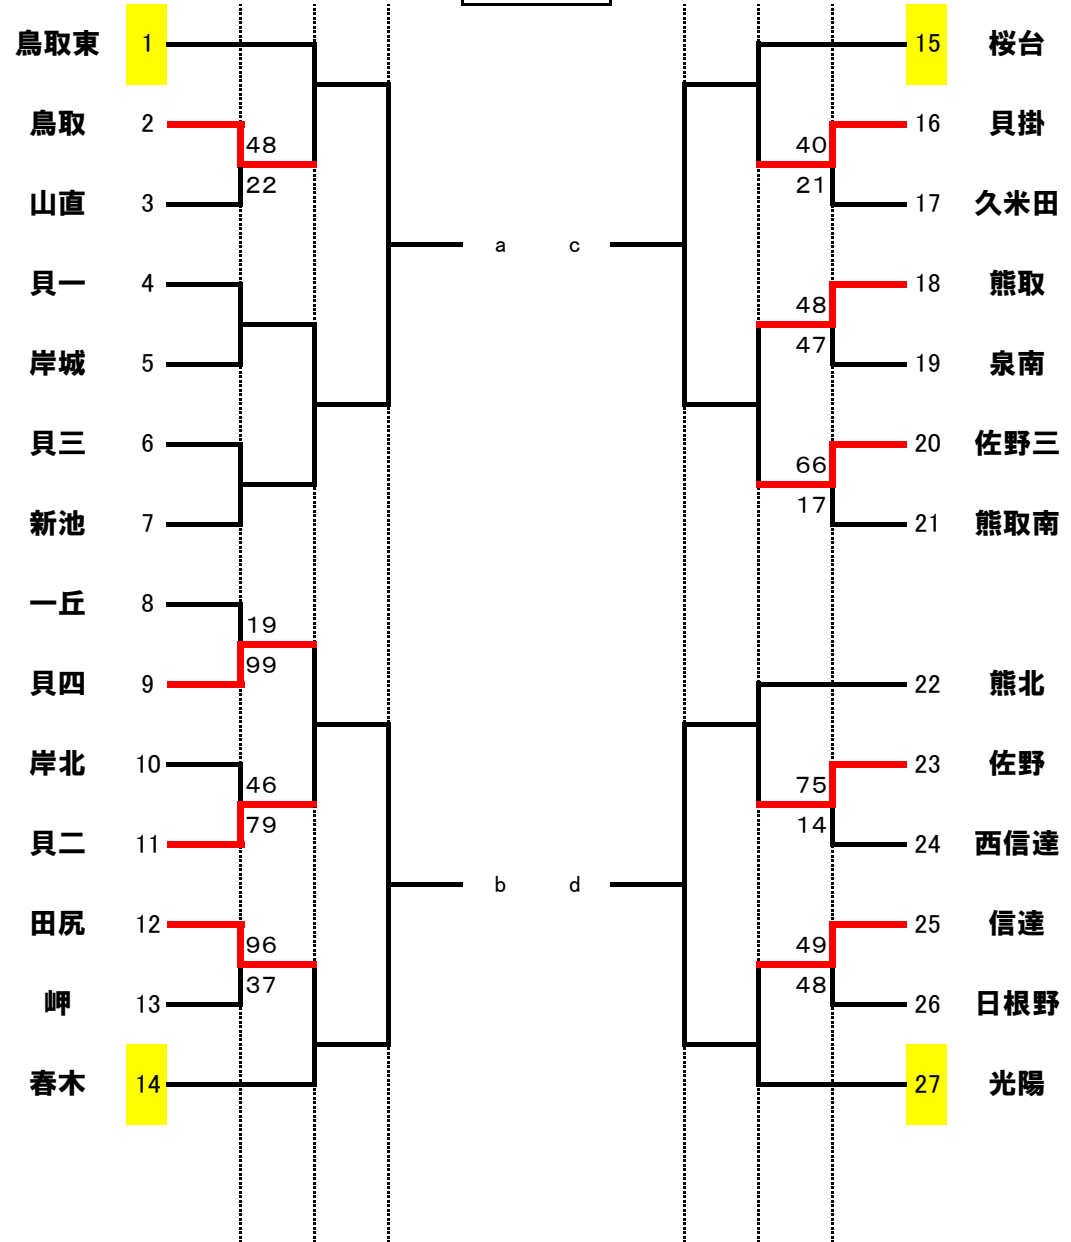 鳥取東 1
鳥取 2
48
22
山直 3
貝一 4
岸城 5
貝三 6
新池 7
一丘 8
19
99
貝四 9
岸北 10
46
79
貝二 11
田尻 12
96
37
岬 13
春木 14
a
b
c
d
15 桜台
16 貝掛
40
21
17 久米田
18 熊取
48
47
19 泉南
20 佐野三
66
17
21 熊取南
22 熊北
23 佐野
75
14
24 西信達
25 信達
49
48
26 日根野
27 光陽